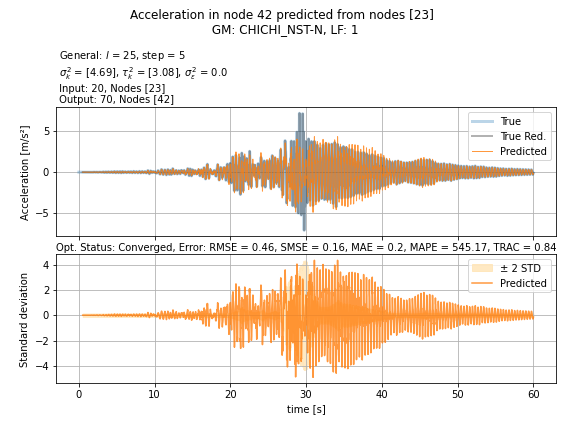 Acceleration in node 42 predicted from nodes [23]
GM: CHICHI_NST-N, LF: 1
General: l = 25, step = 5
σ²ₖ = [4.69], τ²ₖ = [3.08], σ²ε = 0.0
Input: 20, Nodes [23]
Output: 70, Nodes [42]
Acceleration [m/s²]
5
0
−5
True
True Red.
Predicted
Opt. Status: Converged, Error: RMSE = 0.46, SMSE = 0.16, MAE = 0.2, MAPE = 545.17, TRAC = 0.84
Standard deviation
4
2
0
−2
−4
± 2 STD
Predicted
0 10 20 30 40 50 60
time [s]